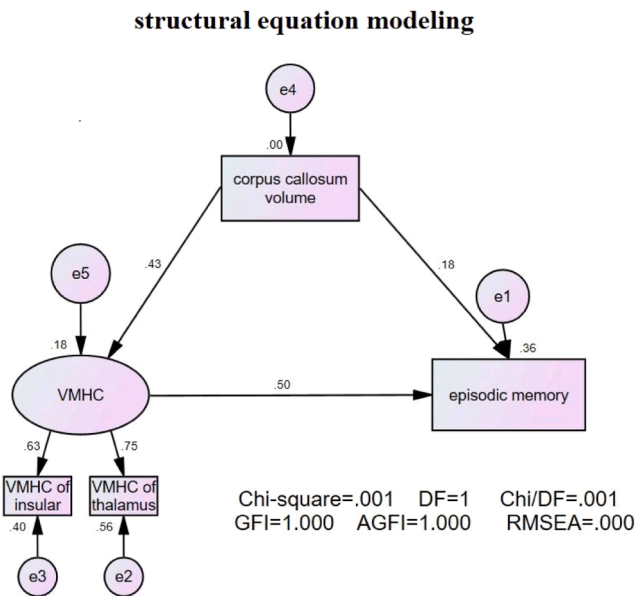 structural equation modeling
e4
.00
corpus callosum
volume
.43
.18
e5
e1
.18
.36
VMHC
.50
episodic memory
.63
.75
VMHC of
insular
VMHC of
thalamus
.40
.56
e3
e2
Chi-square=.001 DF=1 Chi/DF=.001
GFI=1.000 AGFI=1.000 RMSEA=.000